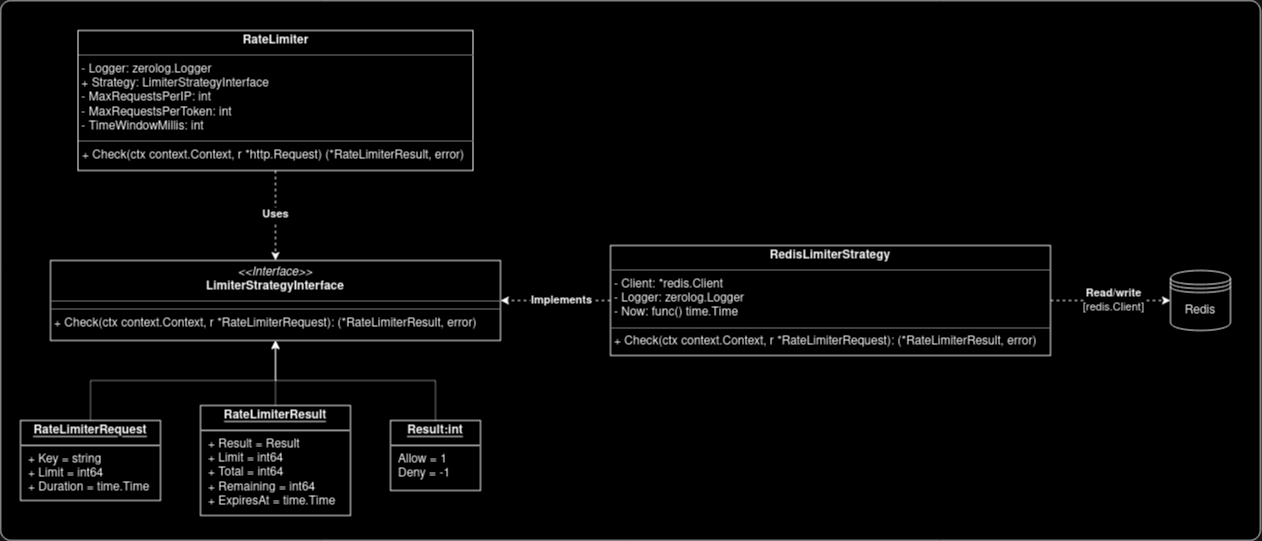 RateLimiter
- Logger: zerolog.Logger
+ Strategy: LimiterStrategyInterface
- MaxRequestsPerIP: int
- MaxRequestsPerToken: int
- TimeWindowMillis: int
+ Check(ctx context.Context, r *http.Request) (*RateLimiterResult, error)
Uses
<<Interface>>
LimiterStrategyInterface
+ Check(ctx context.Context, r *RateLimiterRequest): (*RateLimiterResult, error)
Implements
RedisLimiterStrategy
- Client: *redis.Client
- Logger: zerolog.Logger
- Now: func() time.Time
+ Check(ctx context.Context, r *RateLimiterRequest): (*RateLimiterResult, error)
Read/write
[redis.Client]
Redis
RateLimiterRequest
+ Key = string
+ Limit = int64
+ Duration = time.Time
RateLimiterResult
+ Result = Result
+ Limit = int64
+ Total = int64
+ Remaining = int64
+ ExpiresAt = time.Time
Result:int
Allow = 1
Deny = -1